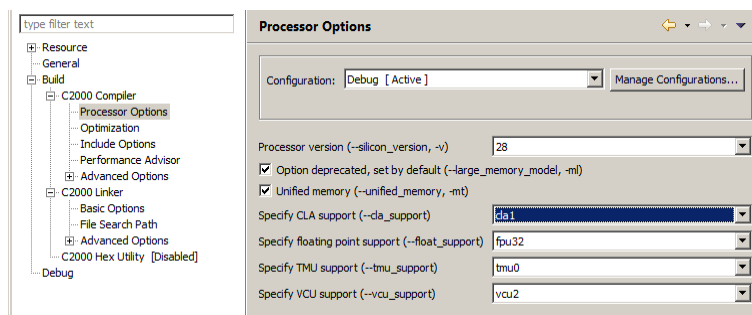 type filter text
Resource
General
Build
C2000 Compiler
Processor Options
Optimization
Include Options
Performance Advisor
Advanced Options
C2000 Linker
Basic Options
File Search Path
Advanced Options
C2000 Hex Utility [Disabled]
Debug
Processor Options
Configuration: Debug [ Active ] Manage Configurations...
Processor version (--silicon_version, -v) 28
Option deprecated, set by default (--large_memory_model, -ml)
Unified memory (--unified_memory, -mt)
Specify CLA support (--cla_support) cla1
Specify floating point support (--float_support) fpu32
Specify TMU support (--tmu_support) tmu0
Specify VCU support (--vcu_support) vcu2